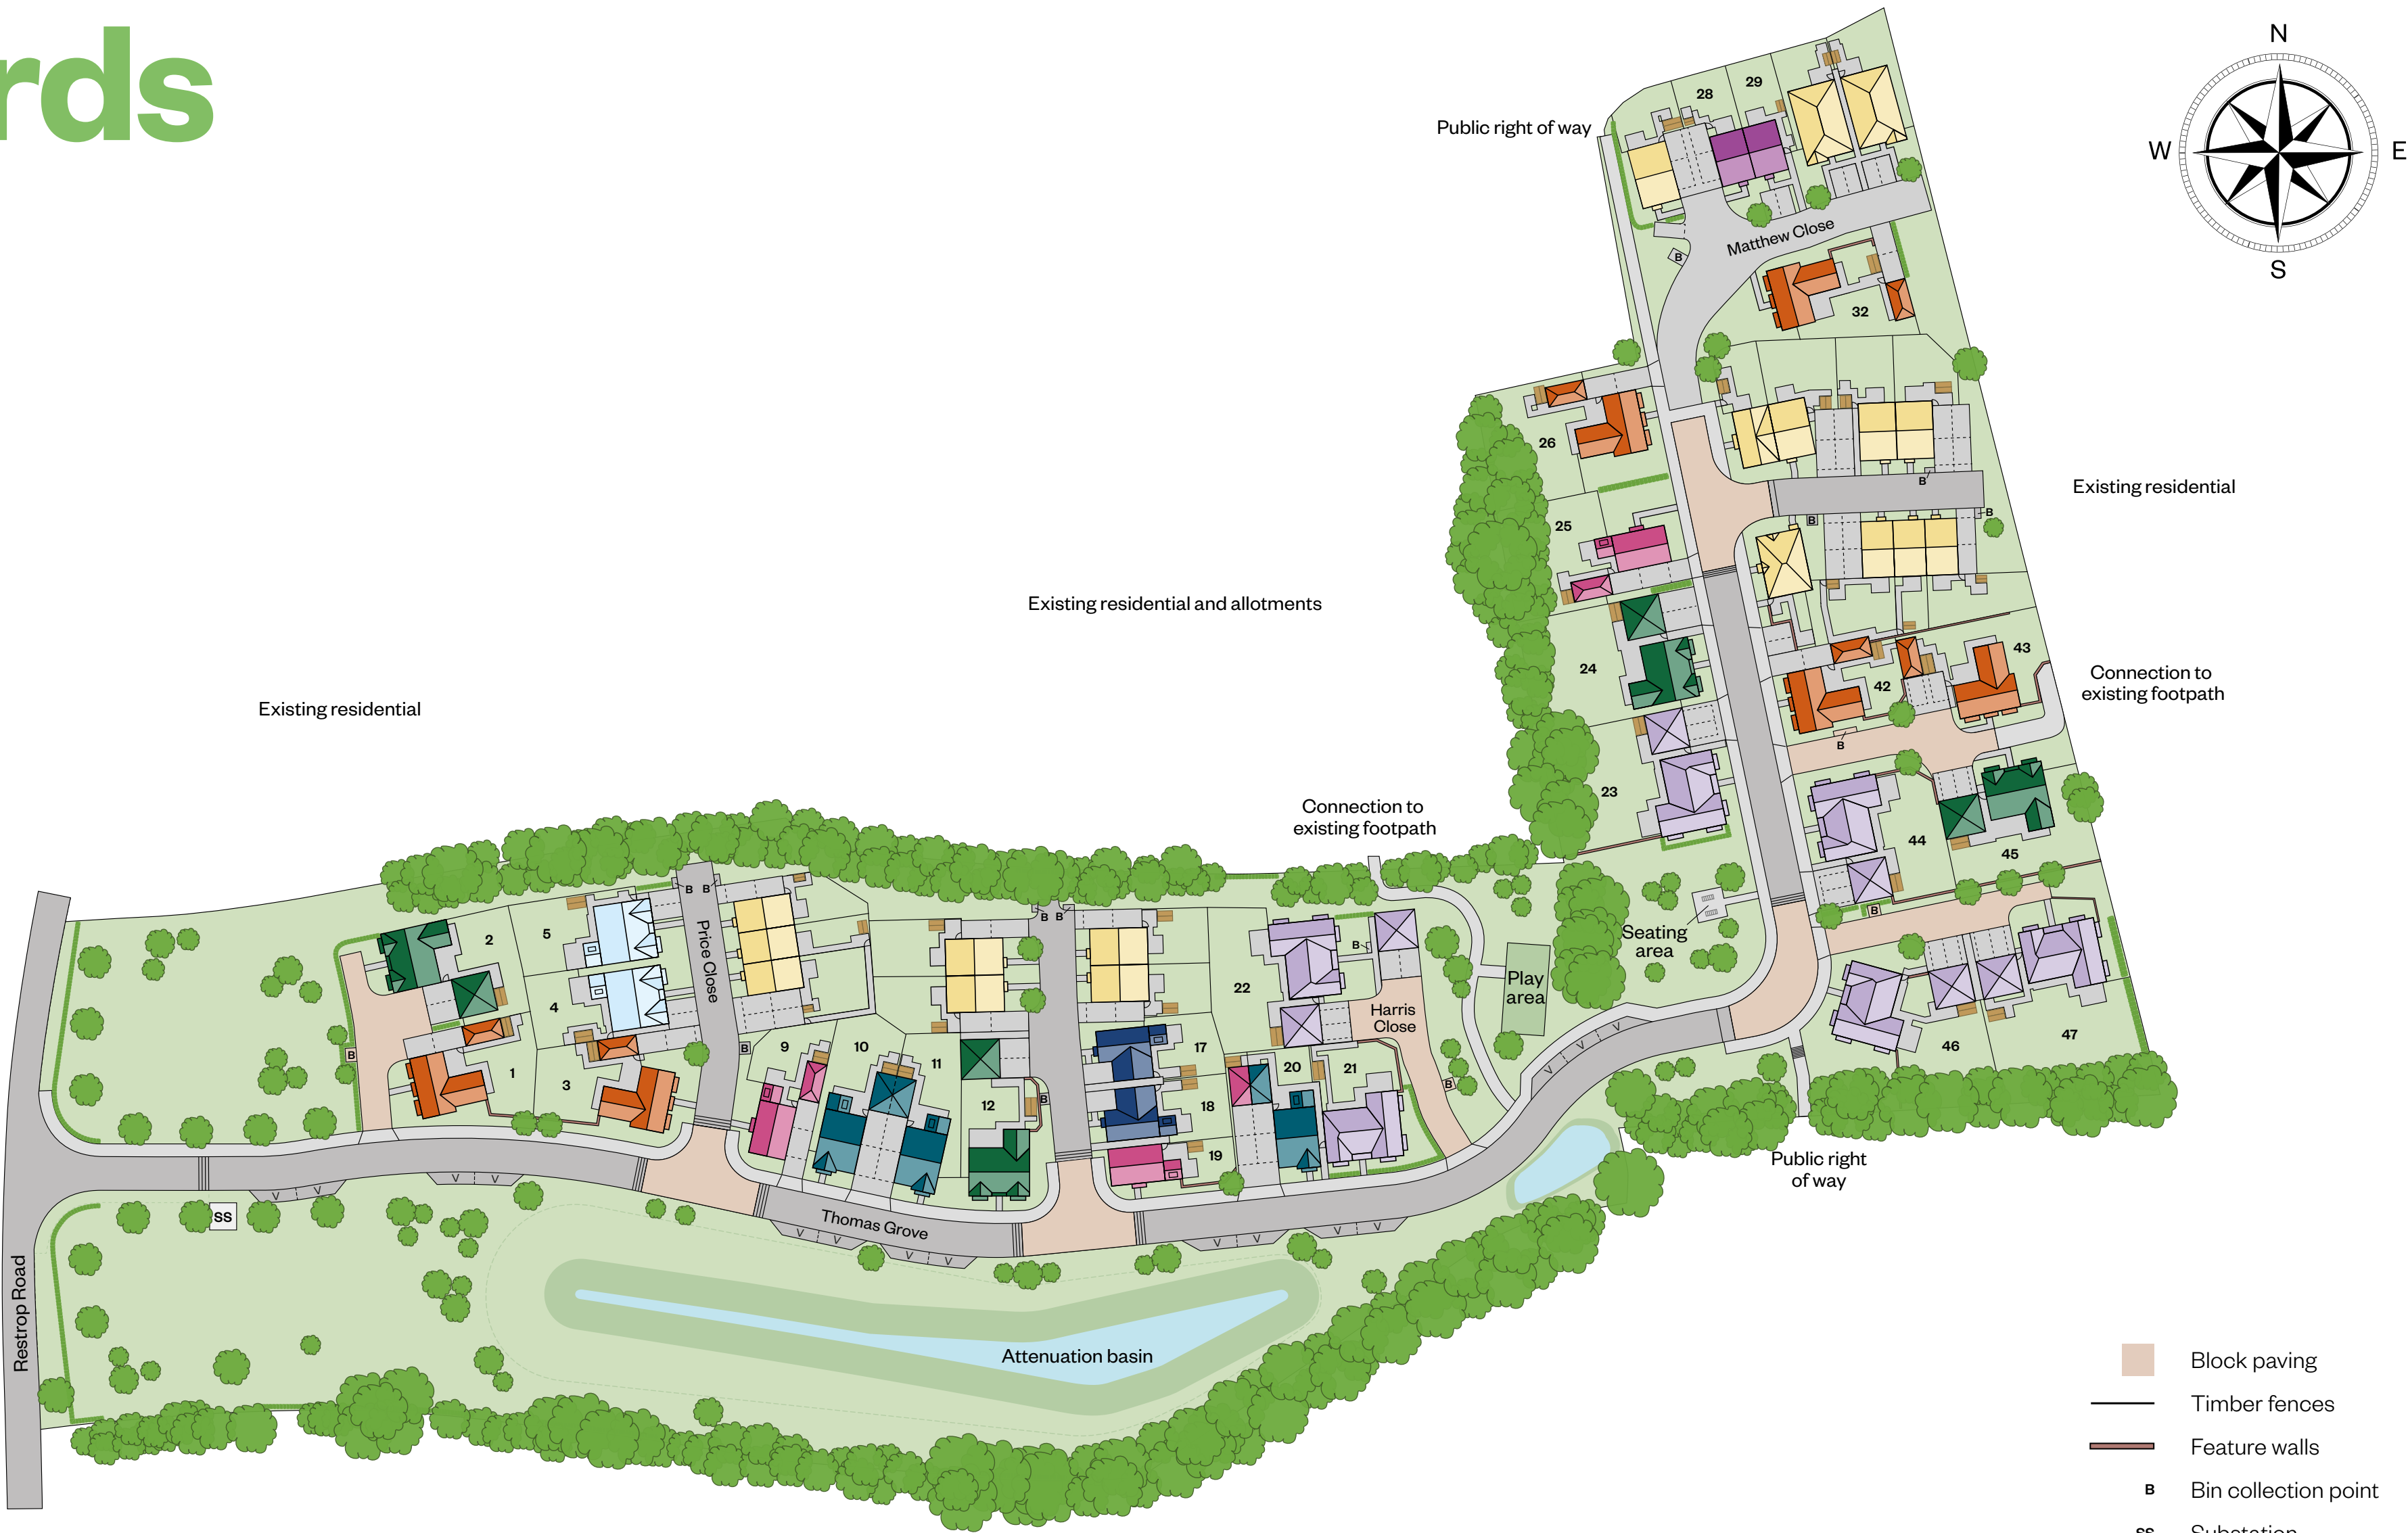 rds
N
W
E
S
Public right of way
28
29
Matthew Close
B
32
26
25
B
B
B
Existing residential
Existing residential and allotments
24
42
43
B
Connection to
existing footpath
Existing residential
23
44
45
B
Connection to
existing footpath
Seating
area
Play
area
46
47
Public right
of way
2
5
4
1
3
B
B B
Price Close
B
9
10
11
12
B
B B
17
18
19
20
21
22
B
Harris
Close
B
V V
V V
V V
V V
V V
V V
V V
Thomas Grove
SS
Restrop Road
Attenuation basin
Block paving
Timber fences
Feature walls
B Bin collection point
SS Substation